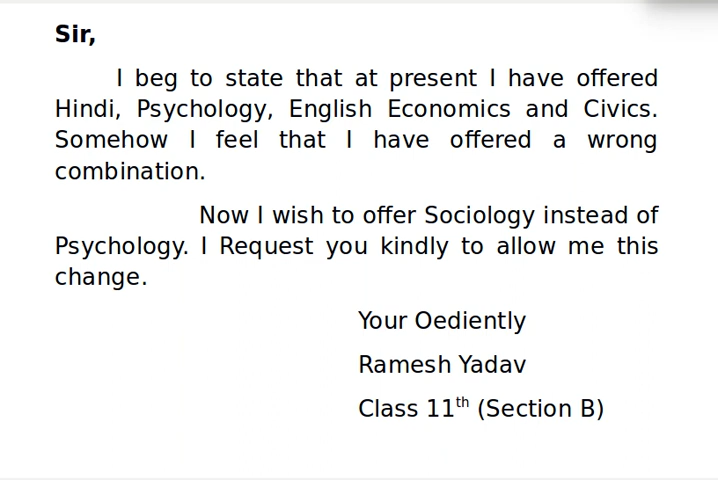 Sir,
I beg to state that at present I have offered
Hindi, Psychology, English Economics and Civics.
Somehow I feel that I have offered a wrong
combination.
Now I wish to offer Sociology instead of
Psychology. I Request you kindly to allow me this
change.
Your Oediently
Ramesh Yadav
Class 11th (Section B)